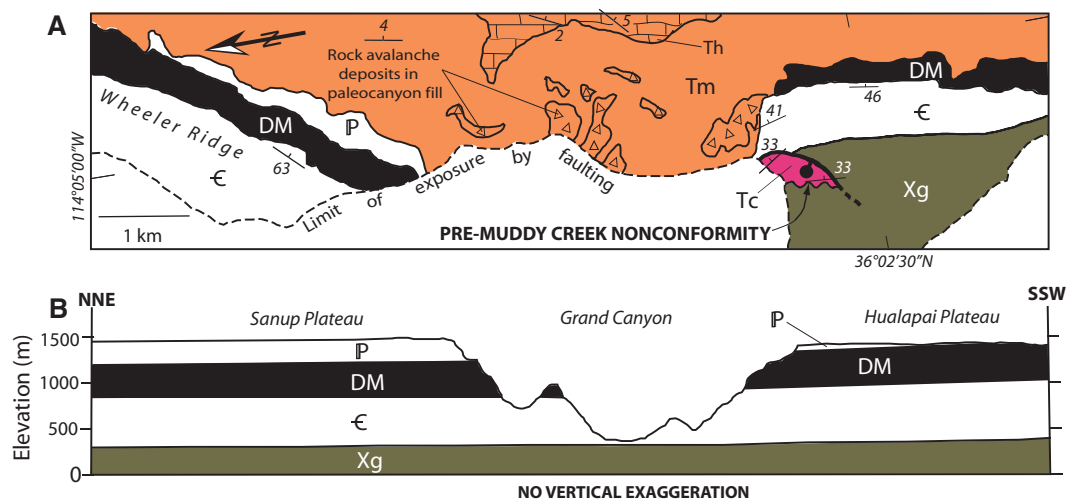 A
4
N
2
5
Th
Rock avalanche
deposits in
paleocanyon fill
Tm
DM
46
Ꞓ
Wheeler Ridge
DM
ℙ
41
33
114°05'00"W
Ꞓ
63
Limit of exposure by faulting
Tc
33
Xg
1 km
PRE-MUDDY CREEK NONCONFORMITY
36°02'30"N
B
NNE
SSW
Sanup Plateau
Grand Canyon
Hualapai Plateau
ℙ
Elevation (m)
1500
1000
500
0
ℙ
DM
DM
Ꞓ
Xg
NO VERTICAL EXAGGERATION